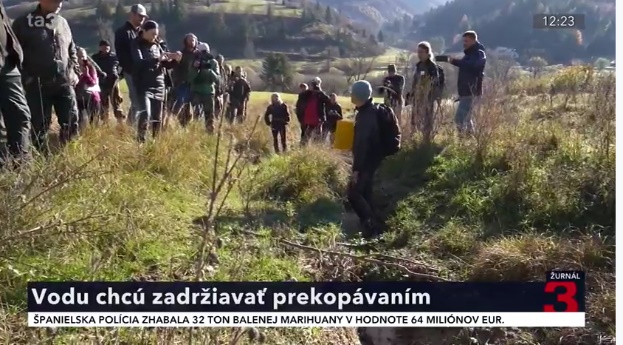 ta3
12:23
Vodu chcú zadržiavať prekopávaním
ŽURNÁL
3
ŠPANIELSKA POLÍCIA ZHABALA 32 TON BALENEJ MARIHUANY V HODNOTE 64 MILIÓNOV EUR.